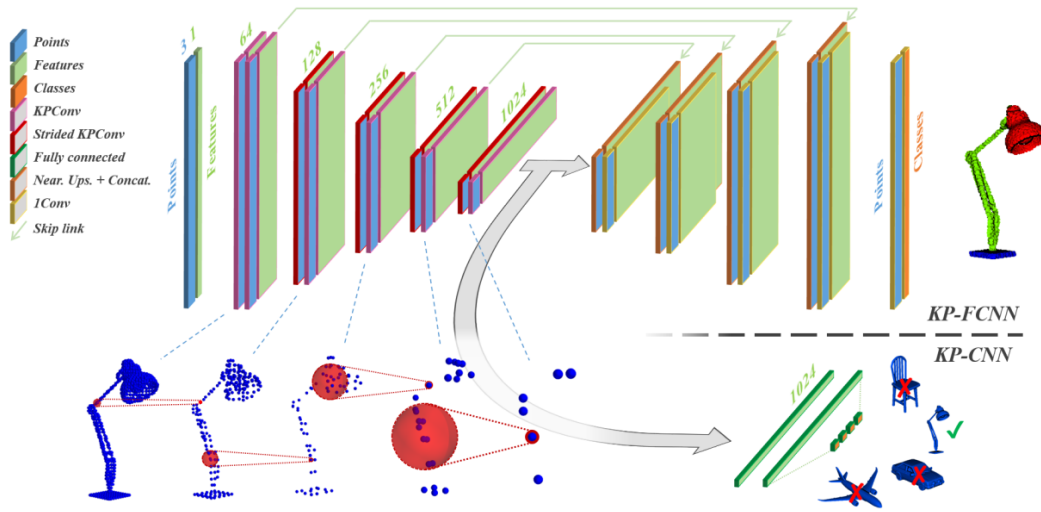 Points
Features
Classes
KPConv
Strided KPConv
Fully connected
Near. Ups. + Concat.
1Conv
Skip link
3 1
64
128
256
512
1024
Points
Features
Points
Classes
KP-FCNN
KP-CNN
1024